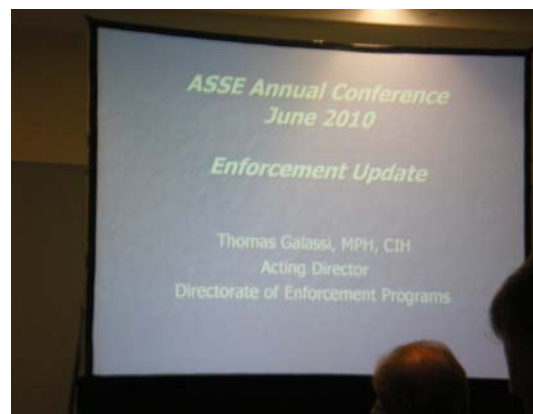 ASSE Annual Conference
June 2010
Enforcement Update
Thomas Galassi, MPH, CIH
Acting Director
Directorate of Enforcement Programs